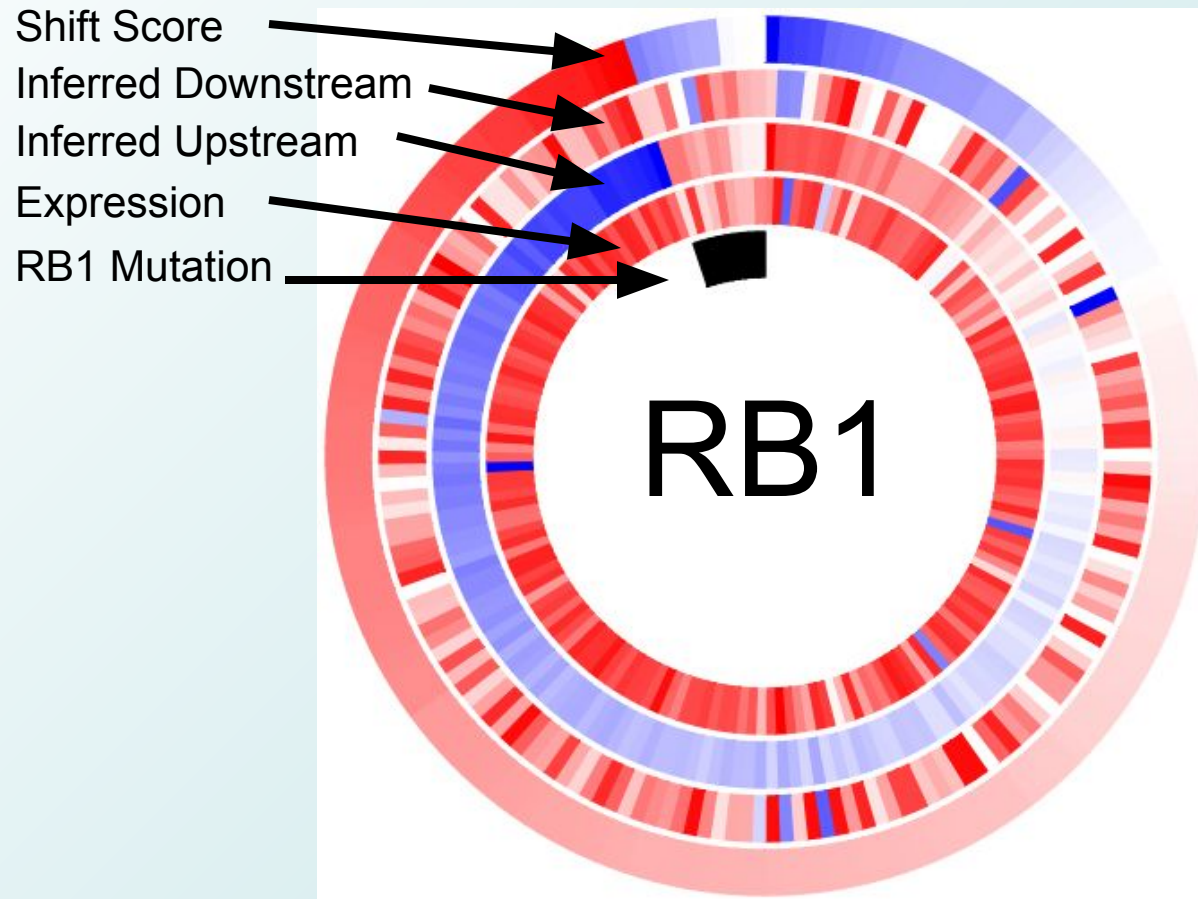 Shift Score
Inferred Downstream
Inferred Upstream
Expression
RB1 Mutation
RB1